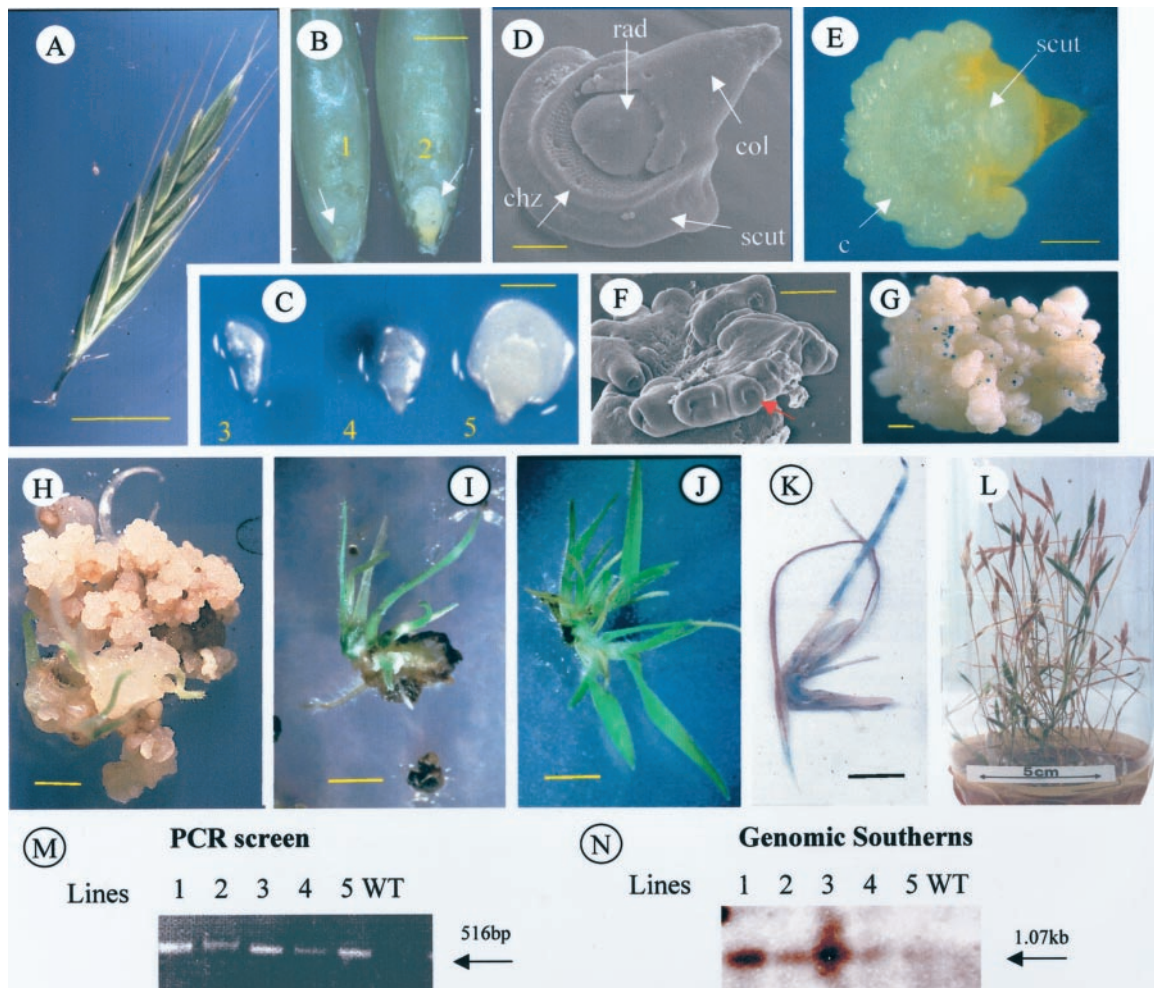 A
B
1
2
D
rad
col
chz
scut
E
scut
c
C
3
4
5
F
G
H
I
J
K
L
5cm
M
PCR screen
Lines 1 2 3 4 5 WT
516bp
N
Genomic Southerns
Lines 1 2 3 4 5 WT
1.07kb